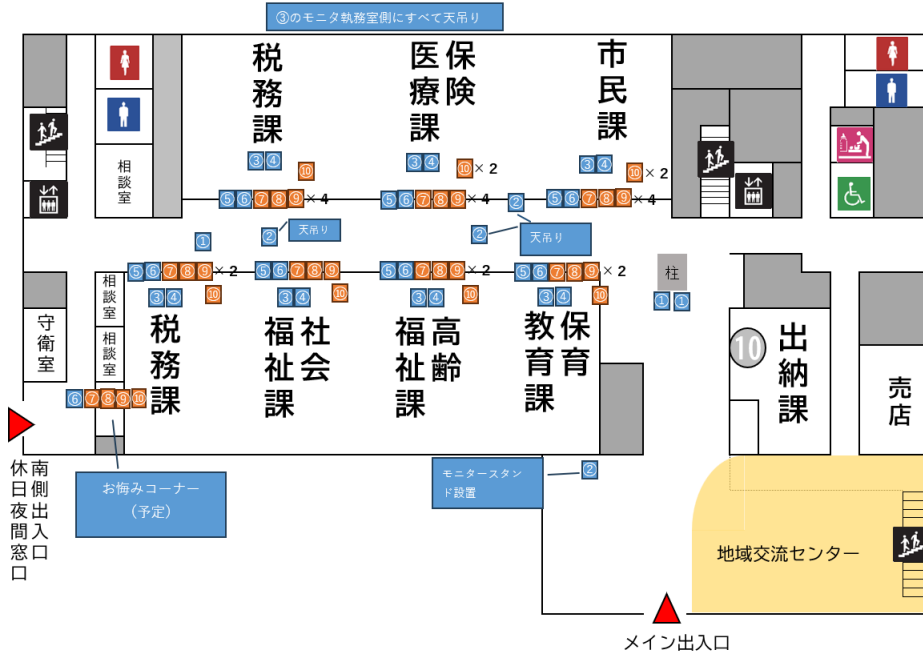 ③のモニタ執務室側にすべて天吊り
税務課
保険
医療課
市民課
相談室
③④
⑩
③④
⑩×2
③④
⑩×2
⑤⑥⑦⑧⑨×4
⑤⑥⑦⑧⑨×4
②
⑤⑥⑦⑧⑨×4
①
②
天吊り
②
天吊り
⑤⑥⑦⑧⑨×2
⑤⑥⑦⑧⑨
⑤⑥⑦⑧⑨×2
⑤⑥⑦⑧⑨×2
柱
相談室
③④
⑩
③④
⑩
③④
⑩
③④
⑩
①①
守衛室
相談室
税務課
社会
福祉課
高齢
福祉課
保育
教育課
⑩
出納課
売店
⑥⑦⑧⑨⑩
南側出入口
休日夜間窓口
お悔みコーナー
（予定）
モニタースタン
ド設置
②
地域交流センター
メイン出入口